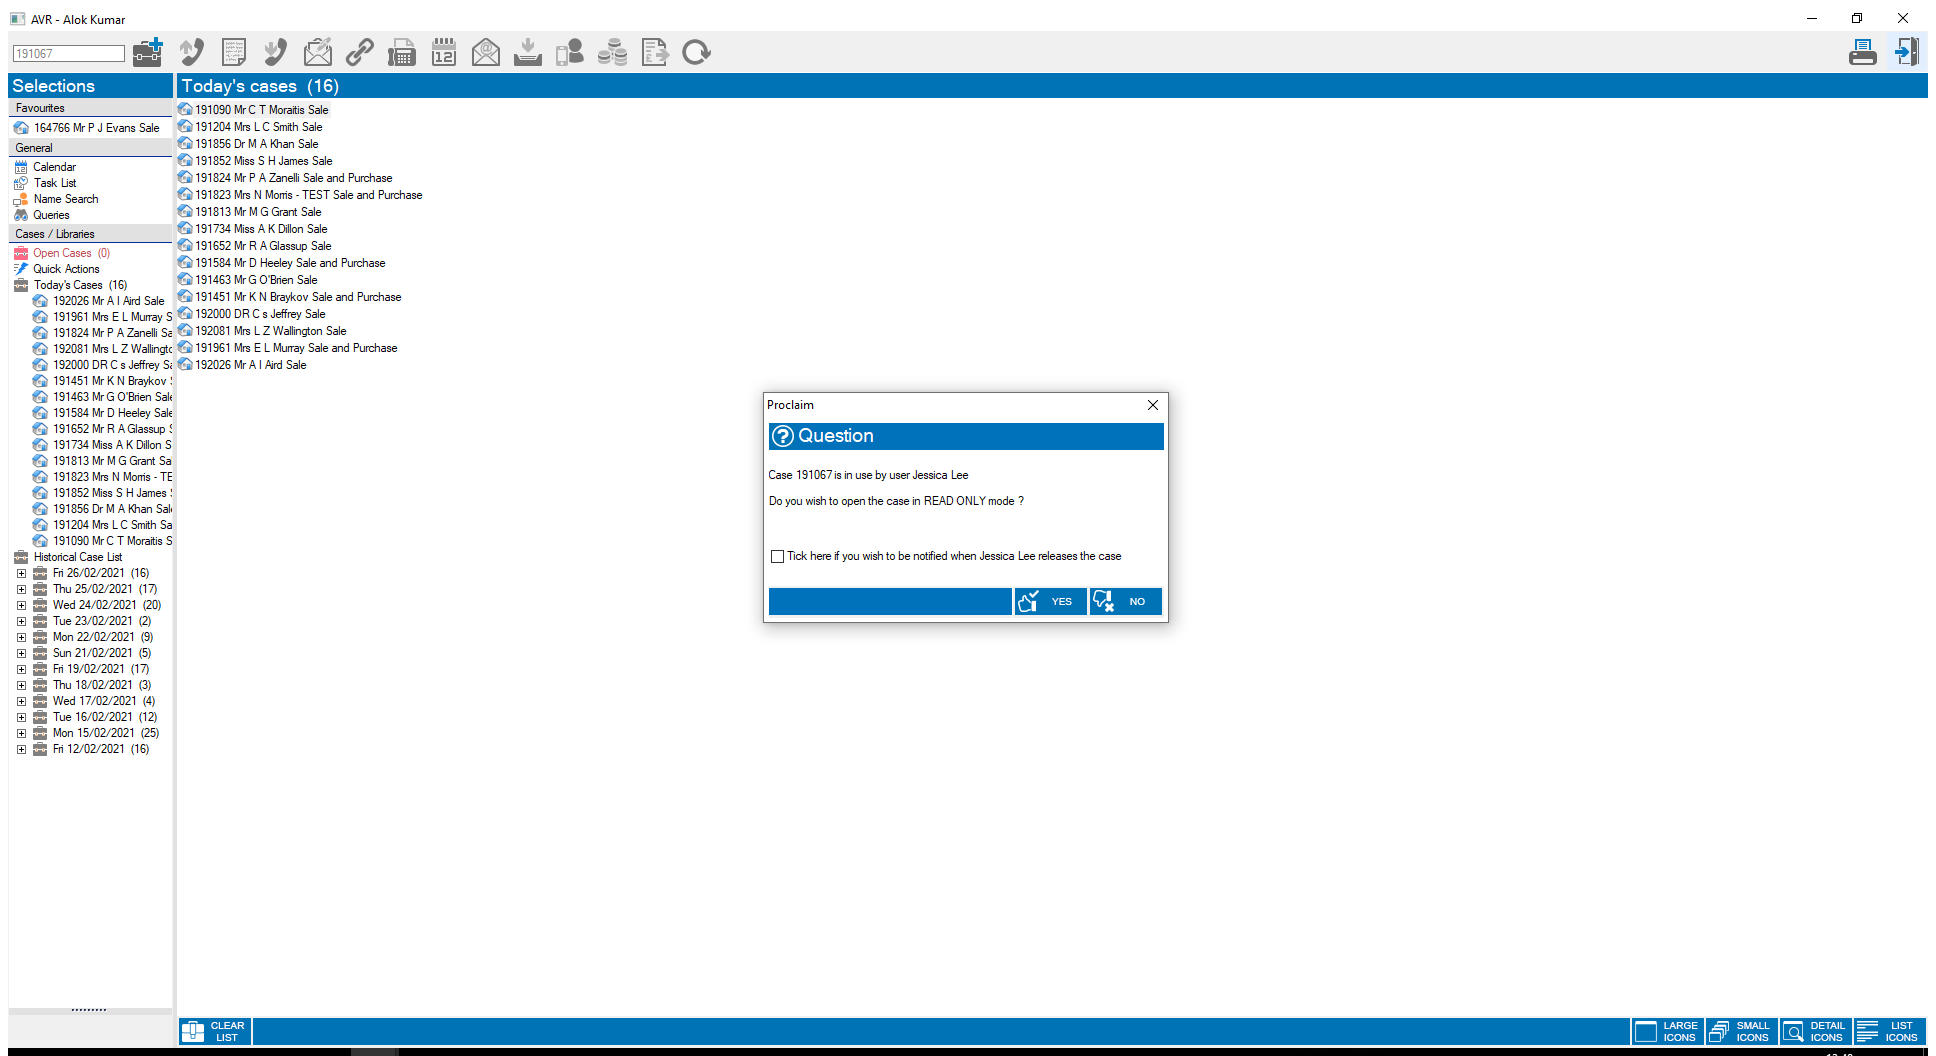 AVR - Alok Kumar
191067
Selections
Favourites
164766 Mr P J Evans Sale
General
Calendar
Task List
Name Search
Queries
Cases / Libraries
Open Cases (0)
Quick Actions
Today's Cases (16)
192026 Mr A I Aird Sale
191961 Mrs E L Murray S
191824 Mr P A Zanelli Sa
192081 Mrs L Z Wallingto
192000 DR C s Jeffrey Sa
191451 Mr K N Braykov S
191463 Mr G O'Brien Sale
191584 Mr D Heeley Sale
191652 Mr R A Glassup S
191734 Miss A K Dillon S
191813 Mr M G Grant Sa
191823 Mrs N Morris - TE
191852 Miss S H James S
191856 Dr M A Khan Sale
191204 Mrs L C Smith Sa
191090 Mr C T Moraitis S
Historical Case List
Fri 26/02/2021 (16)
Thu 25/02/2021 (17)
Wed 24/02/2021 (20)
Tue 23/02/2021 (2)
Mon 22/02/2021 (9)
Sun 21/02/2021 (5)
Fri 19/02/2021 (17)
Thu 18/02/2021 (3)
Wed 17/02/2021 (4)
Tue 16/02/2021 (12)
Mon 15/02/2021 (25)
Fri 12/02/2021 (16)
Today's cases (16)
191090 Mr C T Moraitis Sale
191204 Mrs L C Smith Sale
191856 Dr M A Khan Sale
191852 Miss S H James Sale
191824 Mr P A Zanelli Sale and Purchase
191823 Mrs N Morris - TEST Sale and Purchase
191813 Mr M G Grant Sale
191734 Miss A K Dillon Sale
191652 Mr R A Glassup Sale
191584 Mr D Heeley Sale and Purchase
191463 Mr G O'Brien Sale
191451 Mr K N Braykov Sale and Purchase
192000 DR C s Jeffrey Sale
192081 Mrs L Z Wallington Sale
191961 Mrs E L Murray Sale and Purchase
192026 Mr A I Aird Sale
Proclaim
Question
Case 191067 is in use by user Jessica Lee
Do you wish to open the case in READ ONLY mode ?
Tick here if you wish to be notified when Jessica Lee releases the case
YES
NO
CLEAR
LIST
LARGE
ICONS
SMALL
ICONS
DETAIL
ICONS
LIST
ICONS